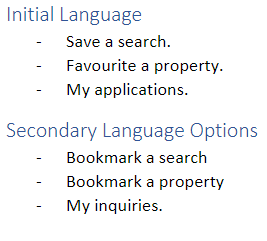 Initial Language
- Save a search.
- Favourite a property.
- My applications.
Secondary Language Options
- Bookmark a search
- Bookmark a property
- My inquiries.